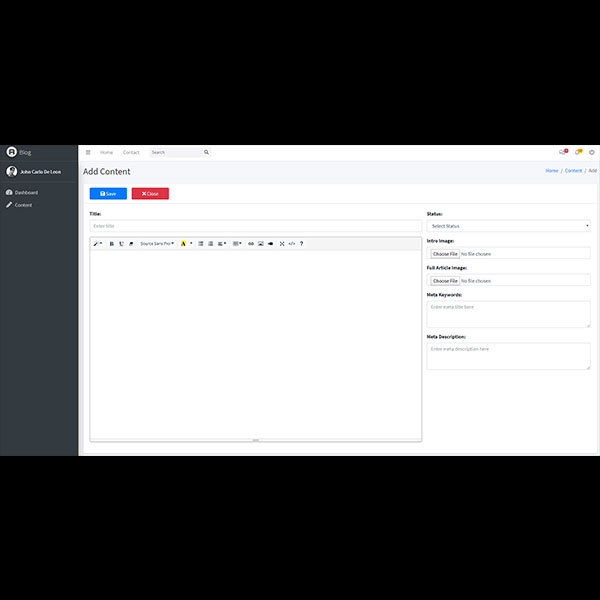 Blog
Home Contact Search
John Carlo De Leon
Add Content
Home / Content / Add
Dashboard
Content
Save Close
Title:
Enter title
Source Sans Pro
A
B U
</> ?
Status:
Select Status
Intro Image:
Choose File No file chosen
Full Article Image:
Choose File No file chosen
Meta Keywords:
Enter meta title here
Meta Description:
Enter meta description here